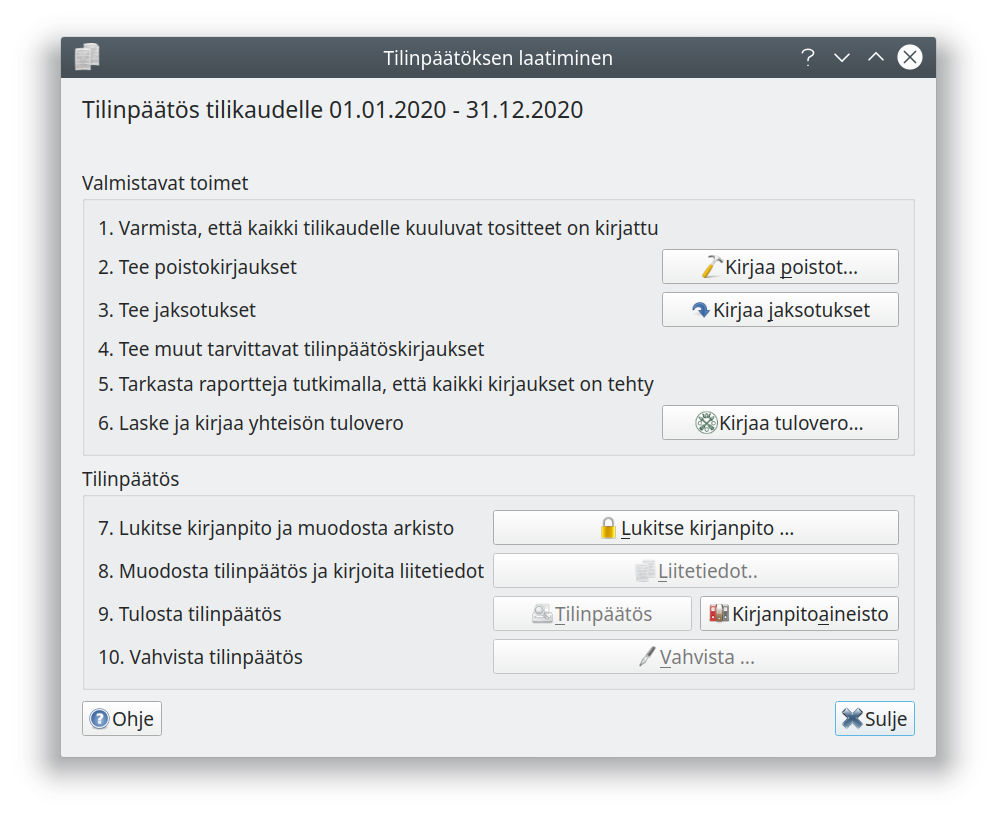 Tilinpäätöksen laatiminen
Tilinpäätös tilikaudelle 01.01.2020 - 31.12.2020
Valmistavat toimet
1. Varmista, että kaikki tilikaudelle kuuluvat tositteet on kirjattu
2. Tee poistokirjaukset Kirjaa poistot...
3. Tee jaksotukset Kirjaa jaksotukset
4. Tee muut tarvittavat tilinpäätöskirjaukset
5. Tarkasta raportteja tutkimalla, että kaikki kirjaukset on tehty
6. Laske ja kirjaa yhteisön tulovero Kirjaa tulovero...
Tilinpäätös
7. Lukitse kirjanpito ja muodosta arkisto Lukitse kirjanpito ...
8. Muodosta tilinpäätös ja kirjoita liitetiedot Liitetiedot..
9. Tulosta tilinpäätös Tilinpäätös Kirjanpitoaineisto
10. Vahvista tilinpäätös Vahvista ...
Ohje Sulje